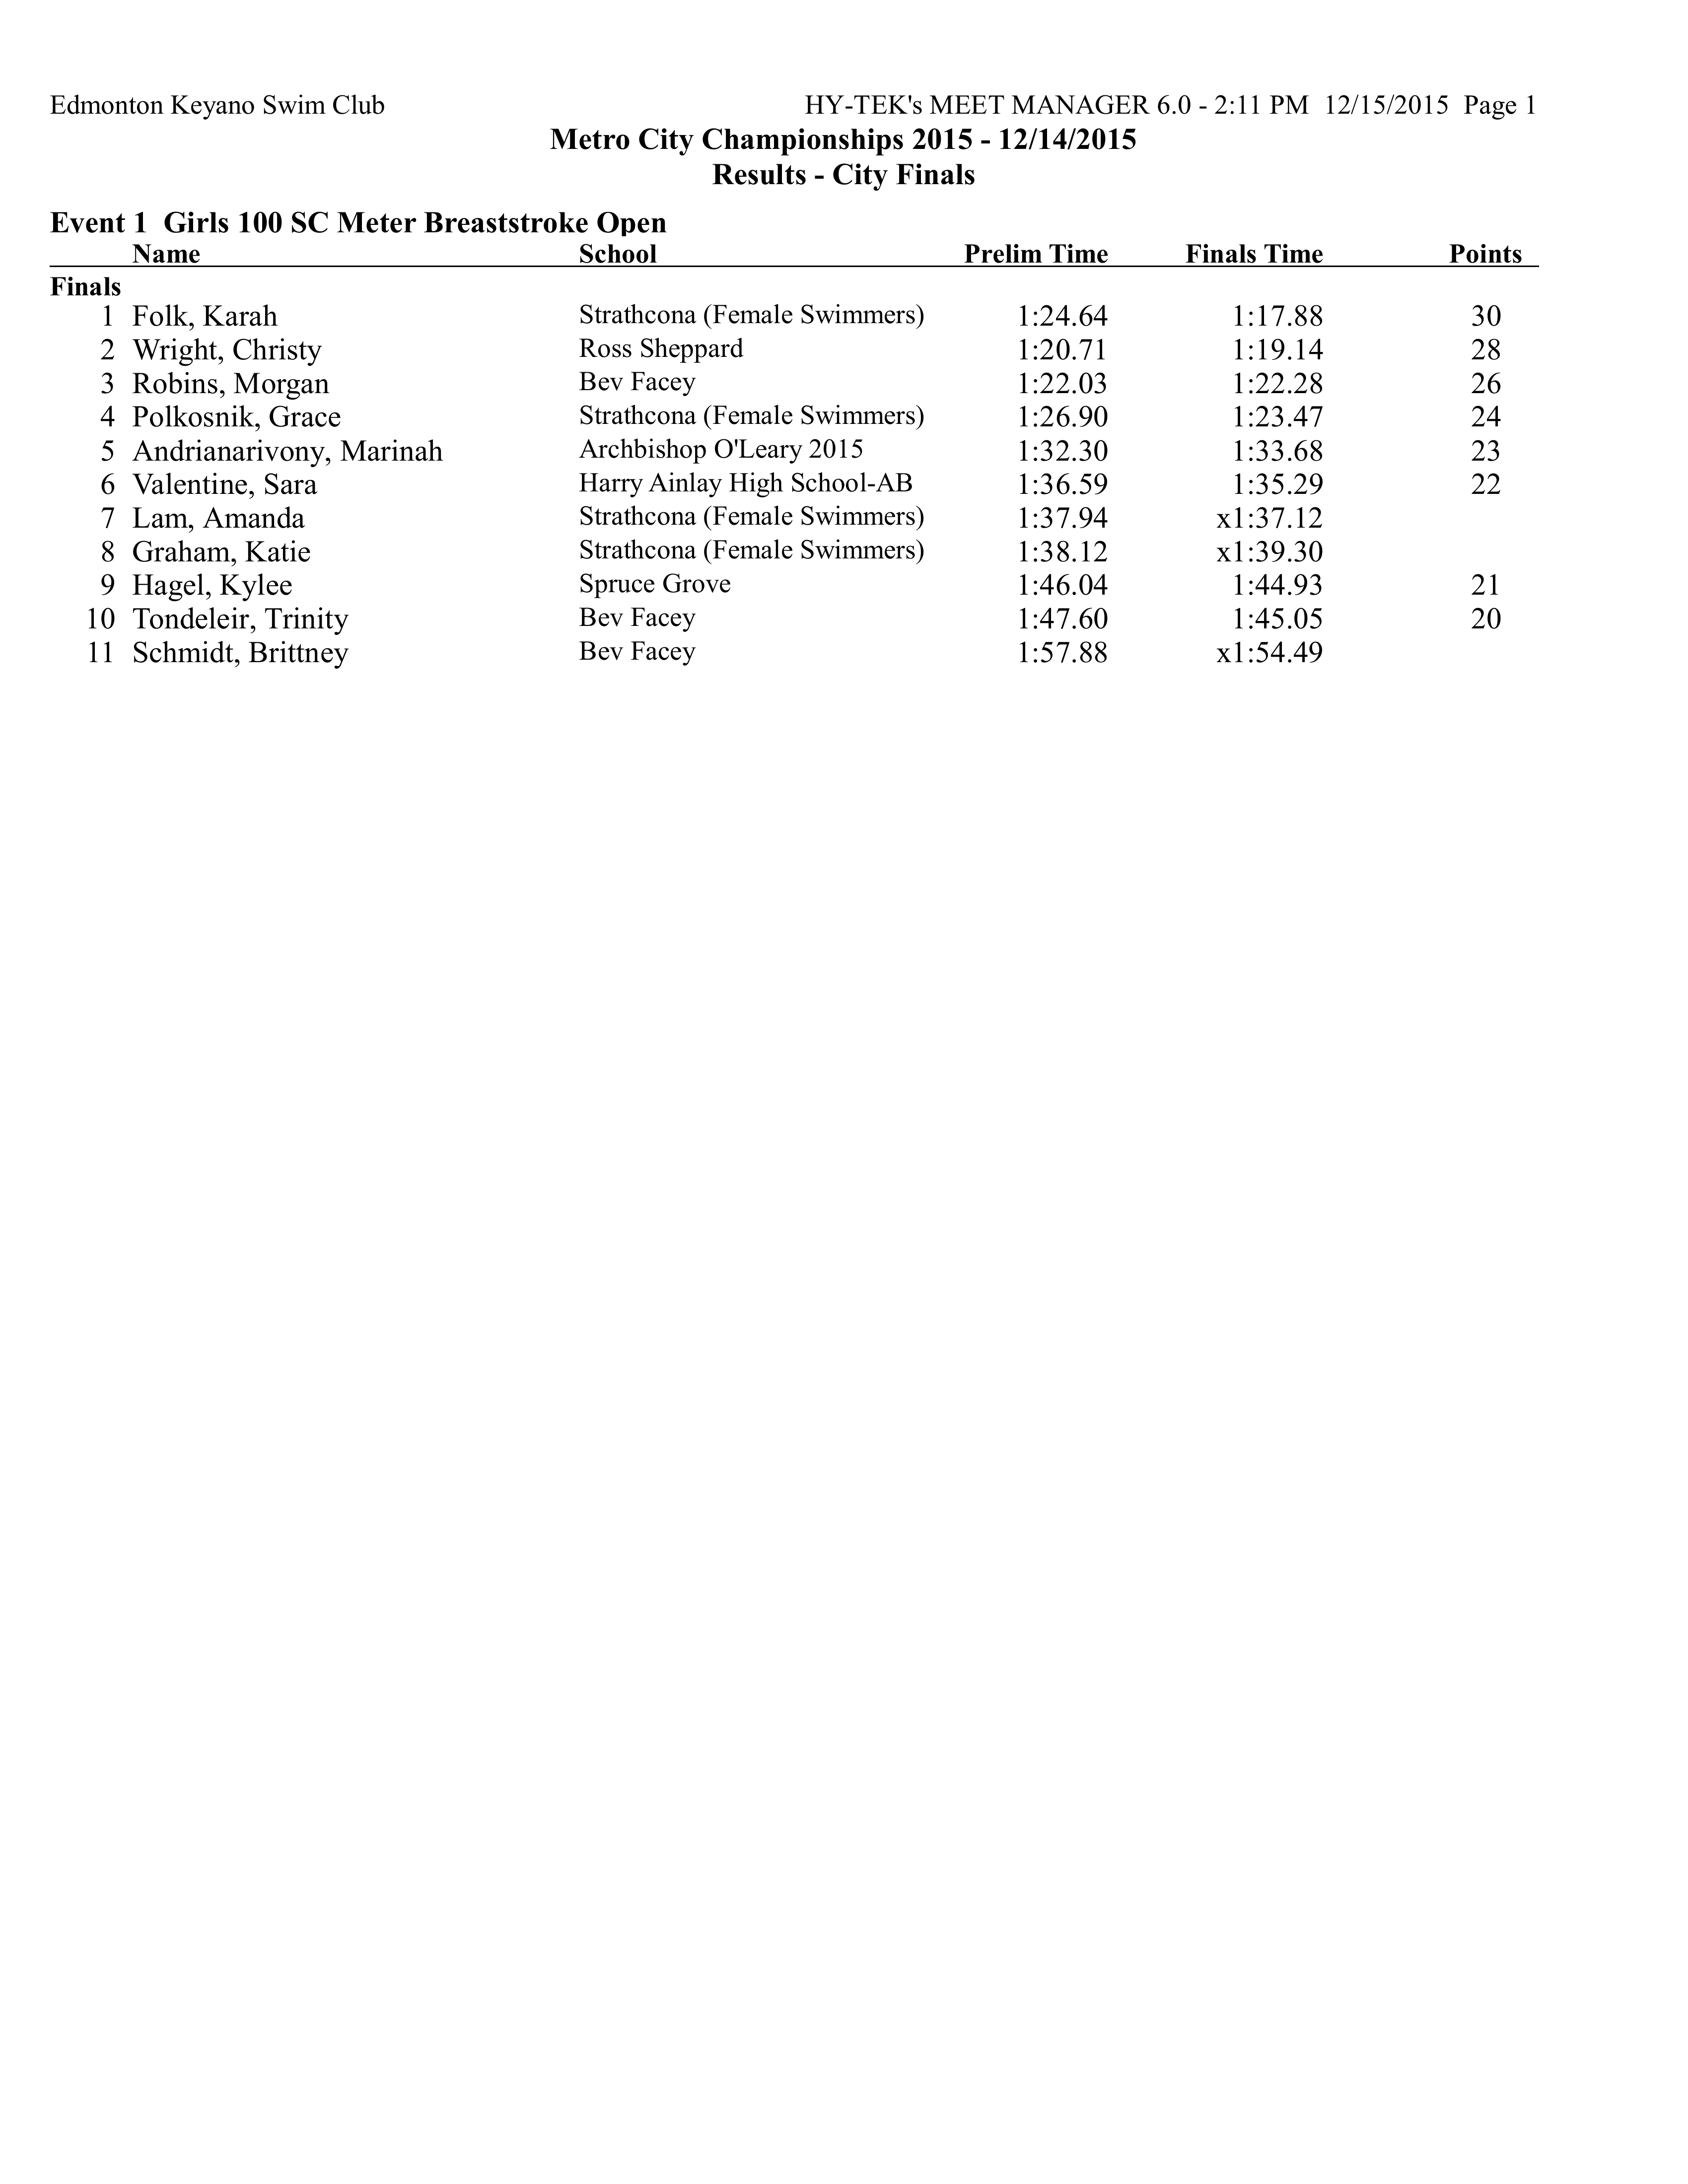 Edmonton Keyano Swim Club HY-TEK's MEET MANAGER 6.0 - 2:11 PM 12/15/2015 Page 1
Metro City Championships 2015 - 12/14/2015
Results - City Finals
Event 1 Girls 100 SC Meter Breaststroke Open
Name School Prelim Time Finals Time Points
Finals
1 Folk, Karah Strathcona (Female Swimmers) 1:24.64 1:17.88 30
2 Wright, Christy Ross Sheppard 1:20.71 1:19.14 28
3 Robins, Morgan Bev Facey 1:22.03 1:22.28 26
4 Polkosnik, Grace Strathcona (Female Swimmers) 1:26.90 1:23.47 24
5 Andrianarivony, Marinah Archbishop O'Leary 2015 1:32.30 1:33.68 23
6 Valentine, Sara Harry Ainlay High School-AB 1:36.59 1:35.29 22
7 Lam, Amanda Strathcona (Female Swimmers) 1:37.94 x1:37.12
8 Graham, Katie Strathcona (Female Swimmers) 1:38.12 x1:39.30
9 Hagel, Kylee Spruce Grove 1:46.04 1:44.93 21
10 Tondeleir, Trinity Bev Facey 1:47.60 1:45.05 20
11 Schmidt, Brittney Bev Facey 1:57.88 x1:54.49